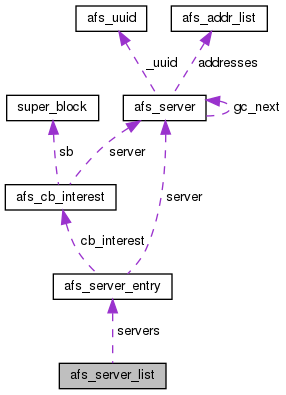 afs_uuid
afs_addr_list
_uuid
addresses
super_block
afs_server
gc_next
sb
server
afs_cb_interest
server
cb_interest
afs_server_entry
servers
afs_server_list